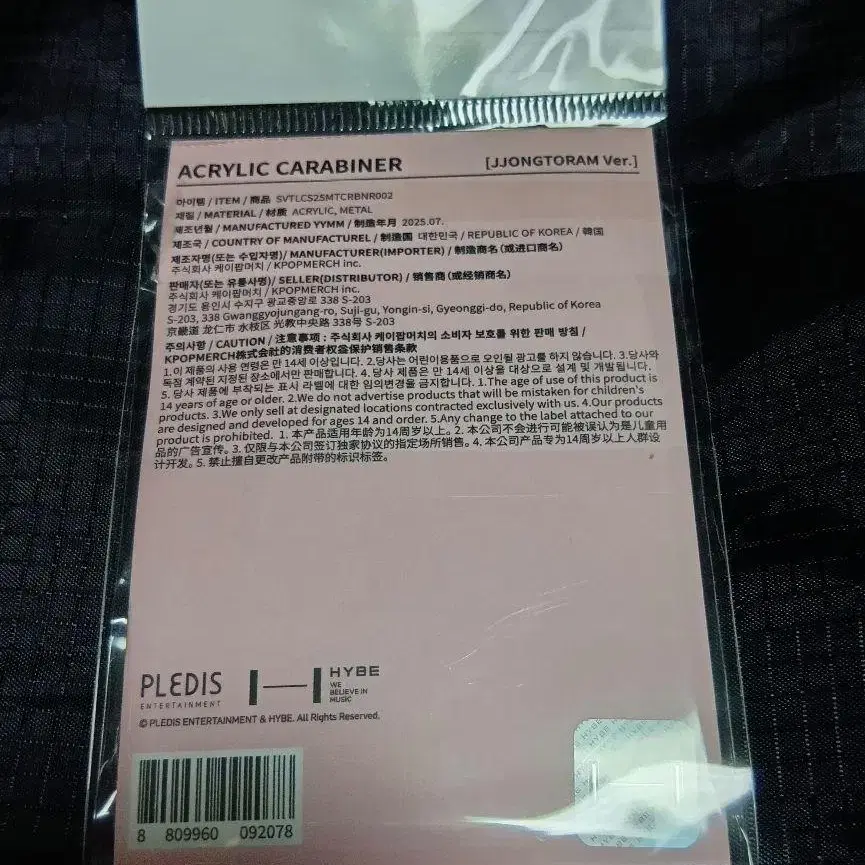 ACRYLIC CARABINER [JJONGTORAM Ver.]
아이템 / ITEM / 商品 SVTLCS25MTCRBNR002
재질 / MATERIAL / 材质 ACRYLIC, METAL
제조년월 / MANUFACTURED YYMM / 制造年月 2025.07.
제조국 / COUNTRY OF MANUFACTUREL / 制造国 대한민국 / REPUBLIC OF KOREA / 韩国
제조자명(또는 수입자명)/ MANUFACTURER(IMPORTER) / 制造商名(或进口商名)
주식회사 케이팝머치 / KPOPMERCH inc.
판매자(또는 유통사명)/ SELLER(DISTRIBUTOR) / 销售商(或经销商名)
주식회사 케이팝머치 / KPOPMERCH inc.
경기도 용인시 수지구 광교중앙로 338 S-203
S-203, 338 Gwanggyojungang-ro, Suji-gu, Yongin-si, Gyeonggi-do, Republic of Korea
京畿道 龙仁市 水枝区 光教中央路 338号 S-203
주의사항 / CAUTION / 注意事项 : 주식회사 케이팝머치의 소비자 보호를 위한 판매 방침 /
KPOPMERCH株式会社的消费者权益保护销售条款
1.이 제품의 사용 연령은 만 14세 이상입니다. 2.당사는 어린이용품으로 오인될 광고를 하지 않습니다. 3.당사와
독점 계약된 지정된 장소에서만 판매합니다. 4. 당사 제품은 만 14세 이상을 대상으로 설계 및 개발됩니다.
5. 당사 제품에 부착되는 표시 라벨에 대한 임의변경을 금지합니다. 1.The age of use of this product is
14 years of age or older. 2.We do not advertise products that will be mistaken for children's
products. 3.We only sell at designated locations contracted exclusively with us. 4.Our products
are designed and developed for ages 14 and order. 5.Any change to the label attached to our
product is prohibited. 1. 本产品适用年龄为14周岁以上。2. 本公司不会进行可能被误认为是儿童用
品的广告宣传。3. 仅限与本公司签订独家协议的指定场所销售。4. 本公司产品专为14周岁以上人群设
计开发。5. 禁止擅自更改产品附带的标识标签。
PLEDIS
ENTERTAINMENT
HYBE
WE
BELIEVE IN
MUSIC
© PLEDIS ENTERTAINMENT & HYBE. All Rights Reserved.
8 809960 092078